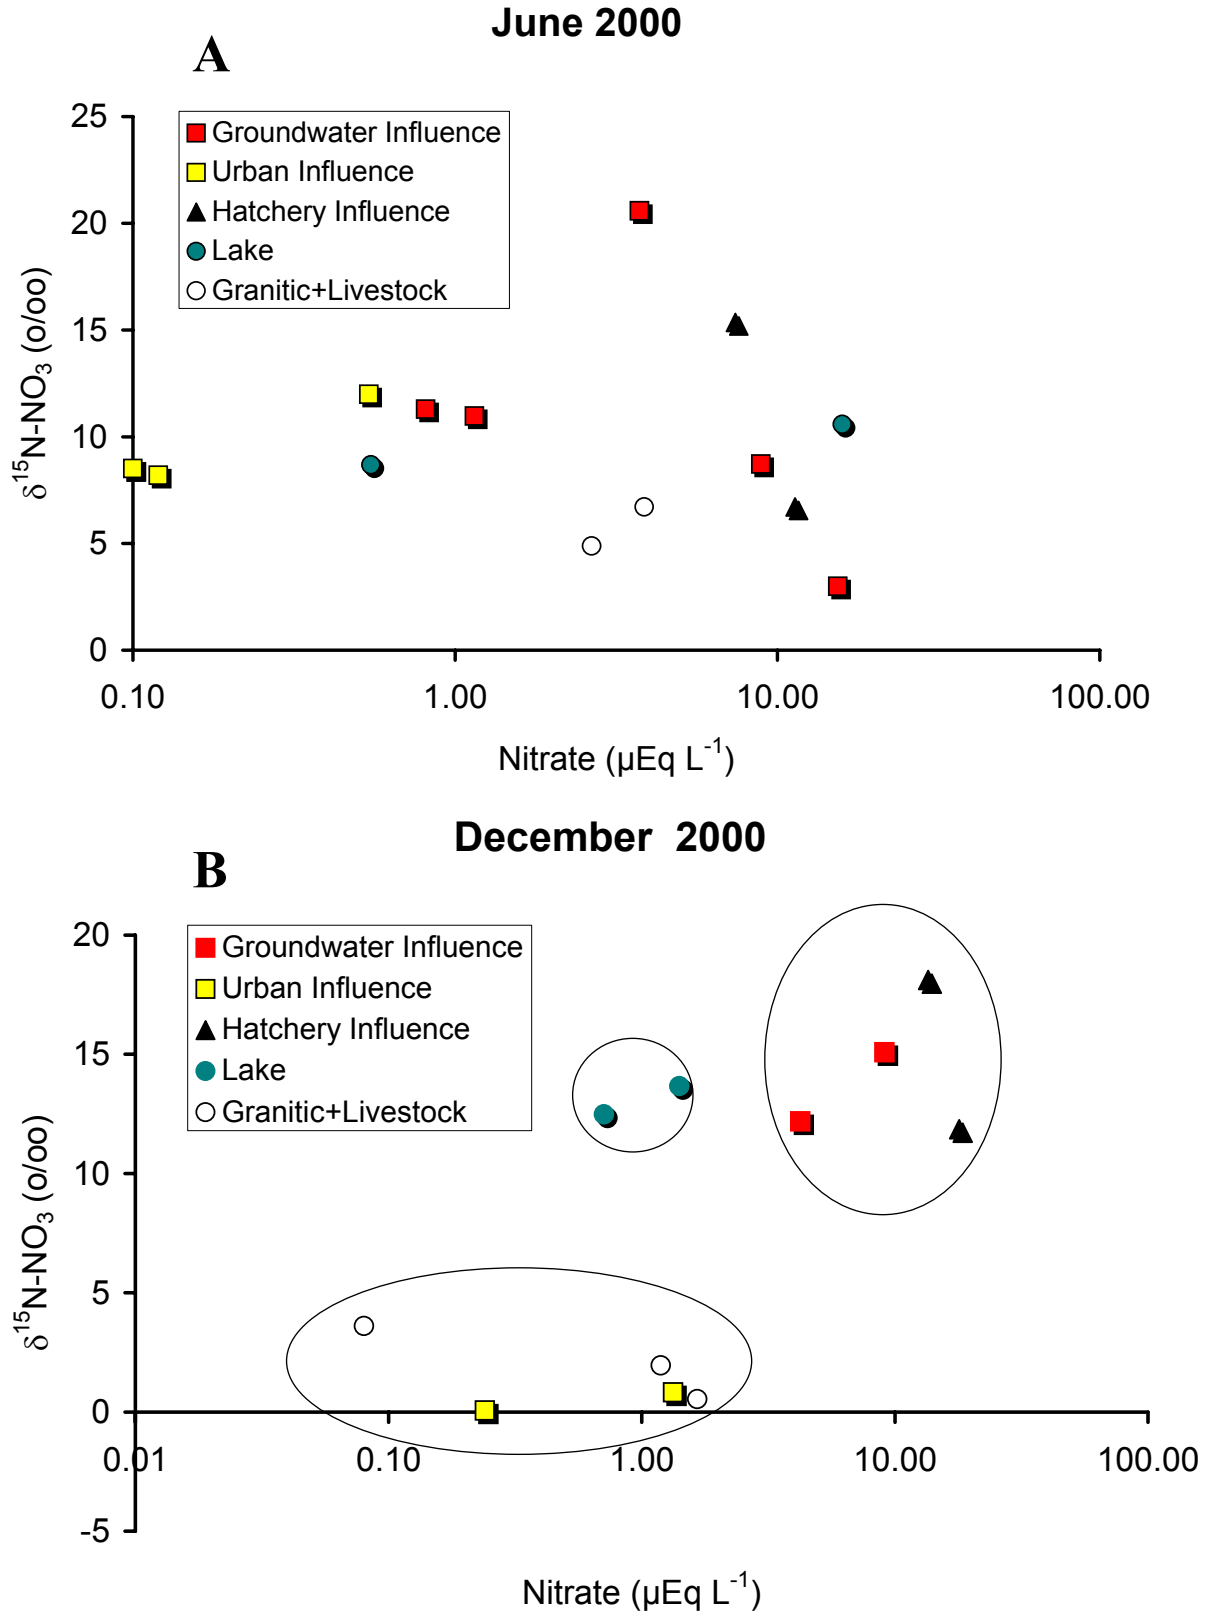 June 2000
A
25
20
15
10
5
0
Groundwater Influence
Urban Influence
Hatchery Influence
Lake
Granitic+Livestock
δ¹⁵N-NO₃ (o/oo)
0.10 1.00 10.00 100.00
Nitrate (µEq L⁻¹)
December 2000
B
20
15
10
5
0
-5
Groundwater Influence
Urban Influence
Hatchery Influence
Lake
Granitic+Livestock
δ¹⁵N-NO₃ (o/oo)
0.01 0.10 1.00 10.00 100.00
Nitrate (µEq L⁻¹)